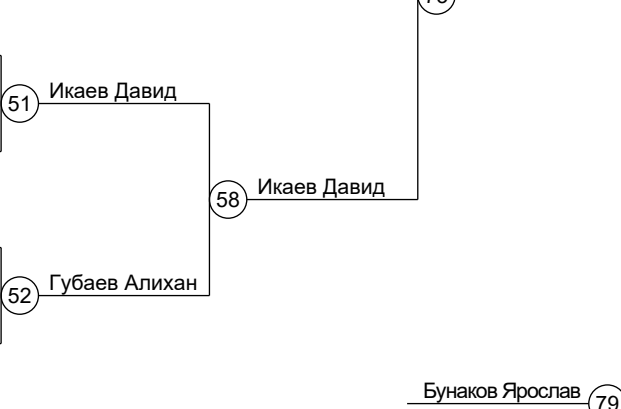 51 Икаев Давид
58 Икаев Давид
52 Губаев Алихан
Бунаков Ярослав 79